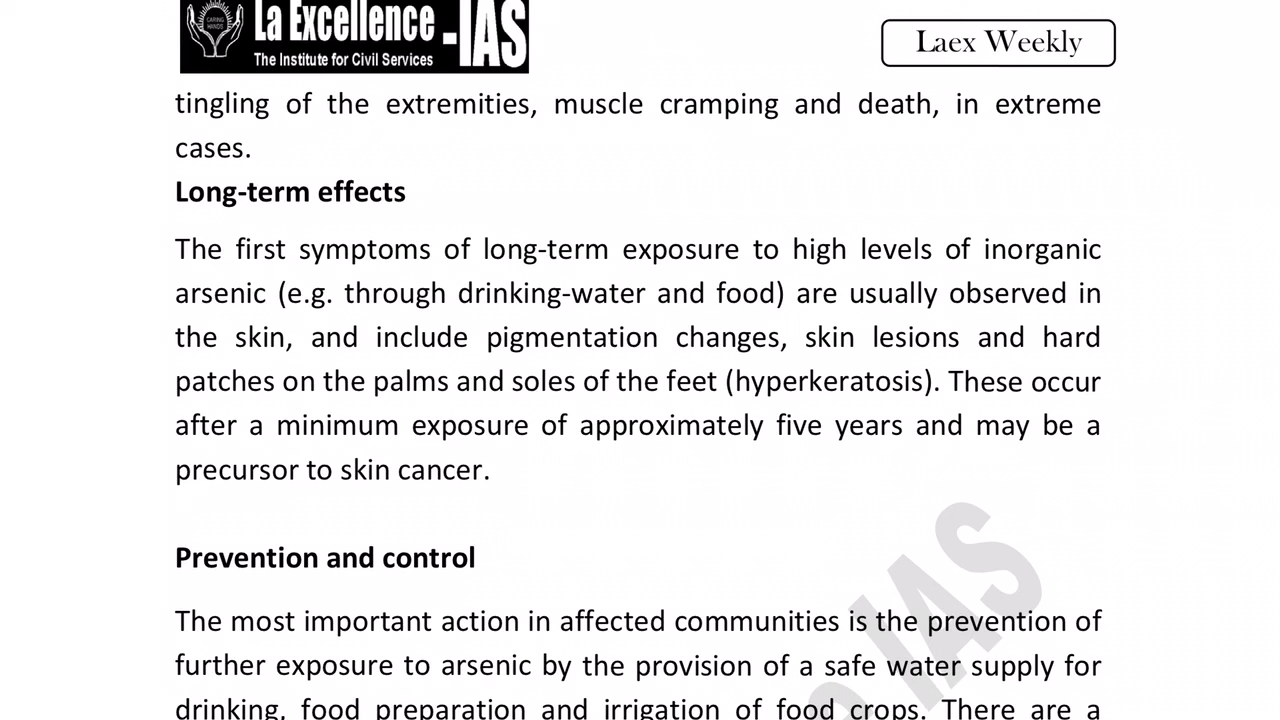 CARING HANDS
La Excellence -IAS
The Institute for Civil Services
Laex Weekly
tingling of the extremities, muscle cramping and death, in extreme
cases.
Long-term effects
The first symptoms of long-term exposure to high levels of inorganic
arsenic (e.g. through drinking-water and food) are usually observed in
the skin, and include pigmentation changes, skin lesions and hard
patches on the palms and soles of the feet (hyperkeratosis). These occur
after a minimum exposure of approximately five years and may be a
precursor to skin cancer.
Prevention and control
The most important action in affected communities is the prevention of
further exposure to arsenic by the provision of a safe water supply for
drinking, food preparation and irrigation of food crops. There are a
IAS